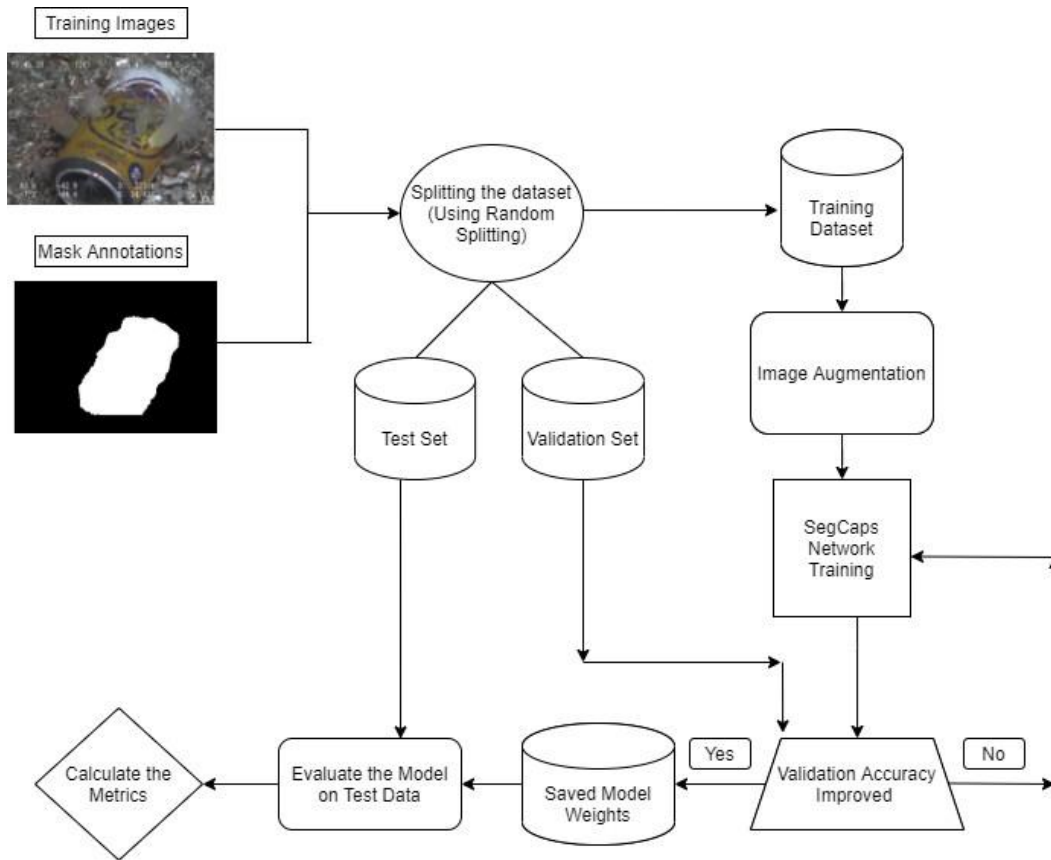 Training Images
Mask Annotations
Splitting the dataset
(Using Random
Splitting)
Training
Dataset
Image Augmentation
Test Set
Validation Set
SegCaps
Network
Training
Calculate the
Metrics
Evaluate the Model
on Test Data
Saved Model
Weights
Yes
Validation Accuracy
Improved
No